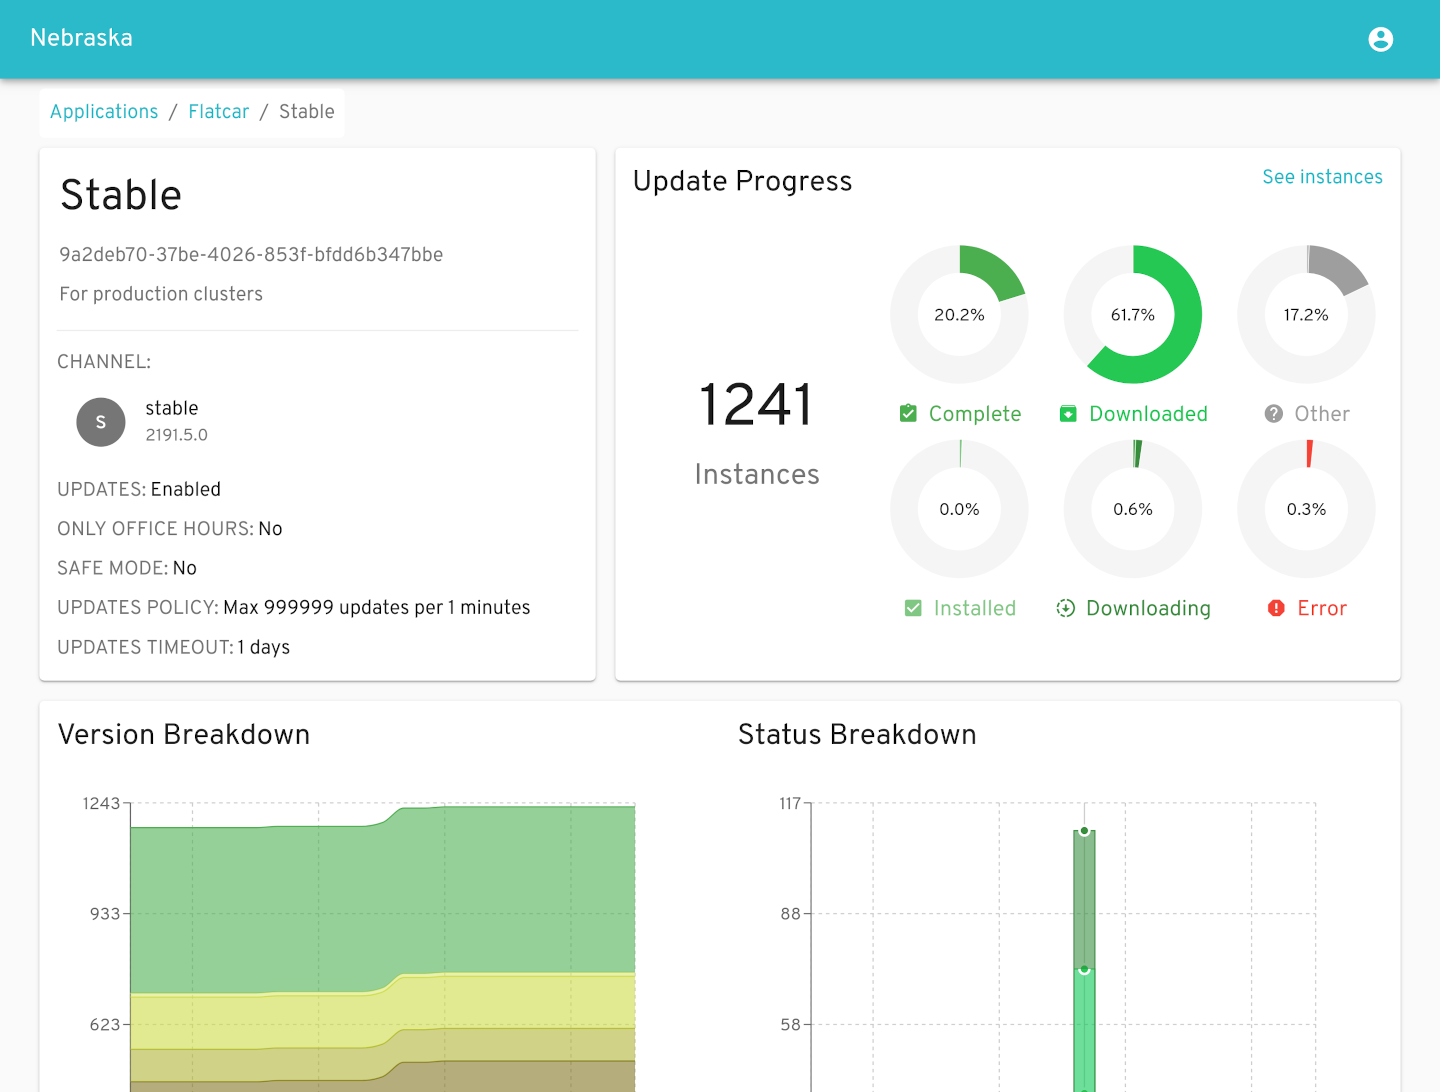 Nebraska
Applications / Flatcar / Stable
Stable
9a2deb70-37be-4026-853f-bfdd6b347bbe
For production clusters
CHANNEL:
S
stable
2191.5.0
UPDATES: Enabled
ONLY OFFICE HOURS: No
SAFE MODE: No
UPDATES POLICY: Max 999999 updates per 1 minutes
UPDATES TIMEOUT: 1 days
Update Progress
See instances
1241
Instances
20.2%
61.7%
17.2%
Complete
Downloaded
Other
0.0%
0.6%
0.3%
Installed
Downloading
Error
Version Breakdown
1243
933
623
Status Breakdown
117
88
58